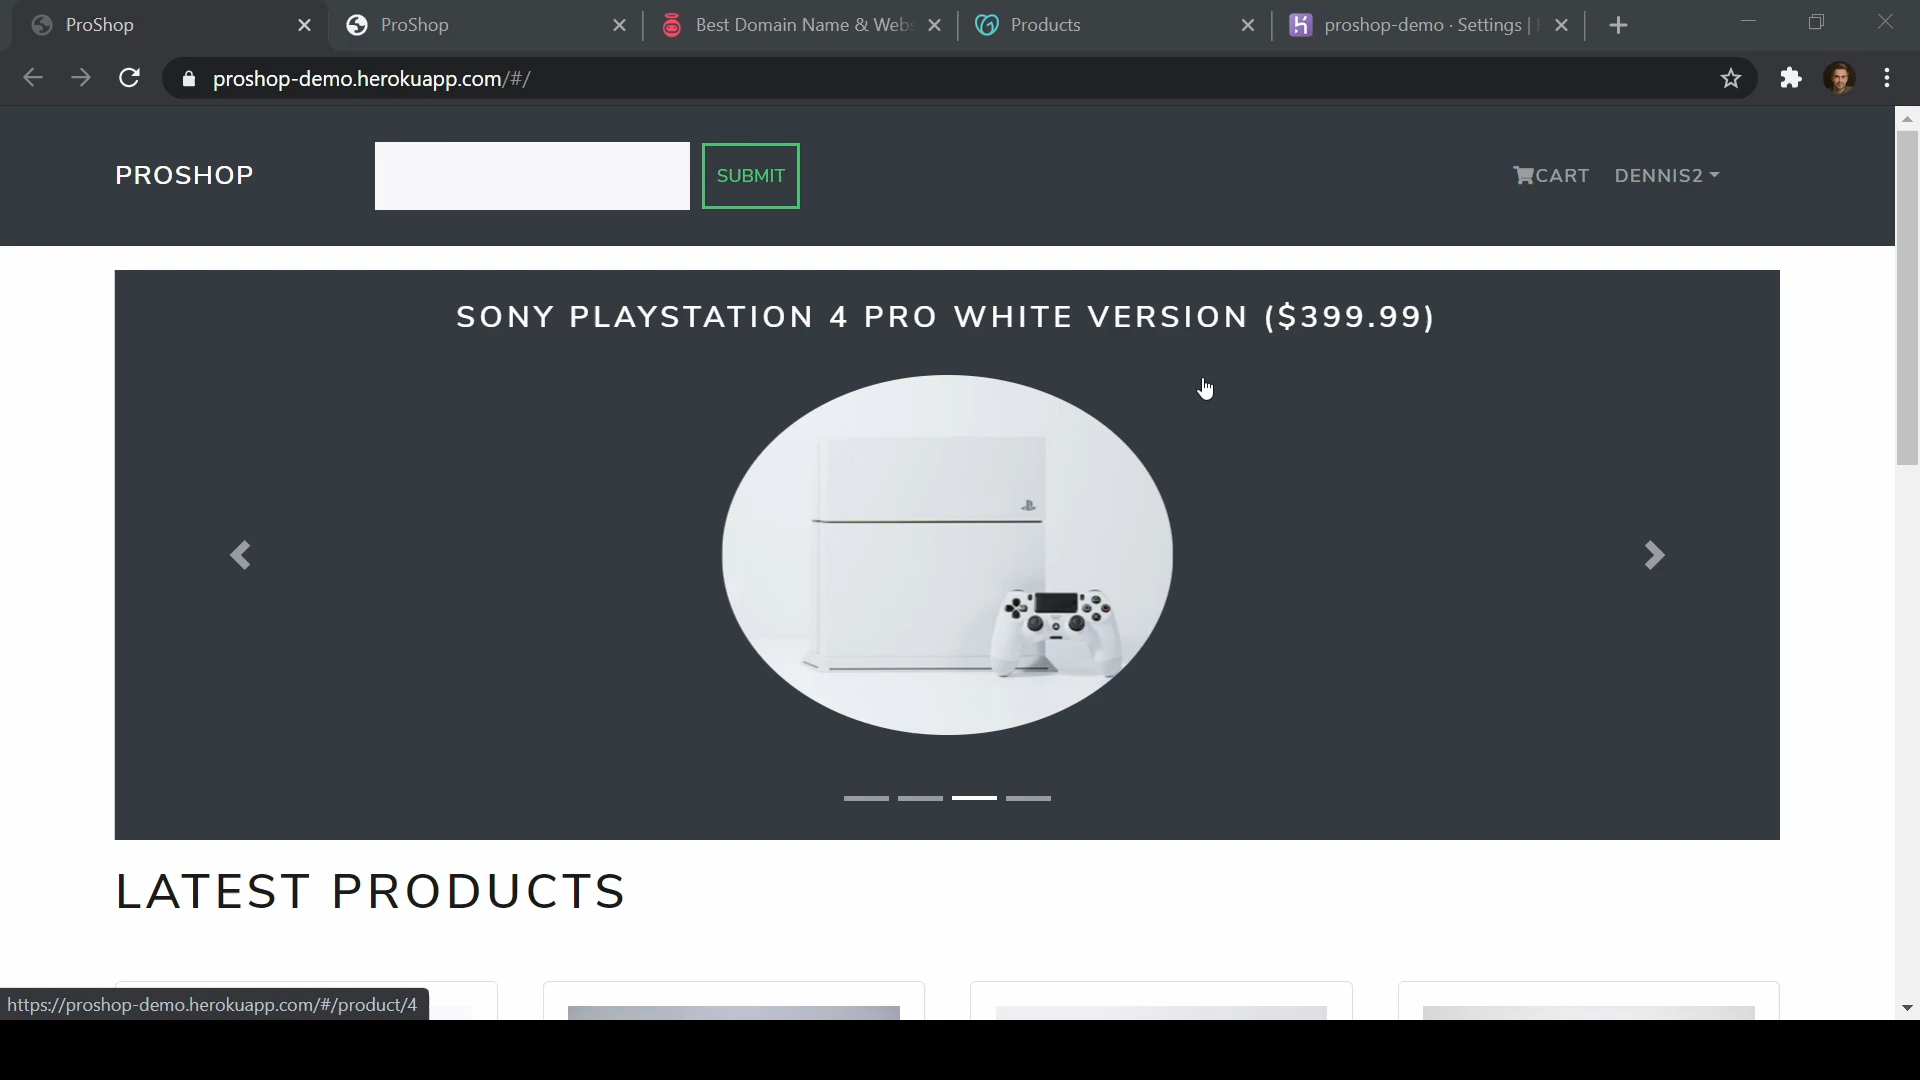 ProShop
ProShop
Best Domain Name & Webs
Products
proshop-demo · Settings |
proshop-demo.herokuapp.com/#/
PROSHOP
SUBMIT
CART
DENNIS2
SONY PLAYSTATION 4 PRO WHITE VERSION ($399.99)
LATEST PRODUCTS
https://proshop-demo.herokuapp.com/#/product/4